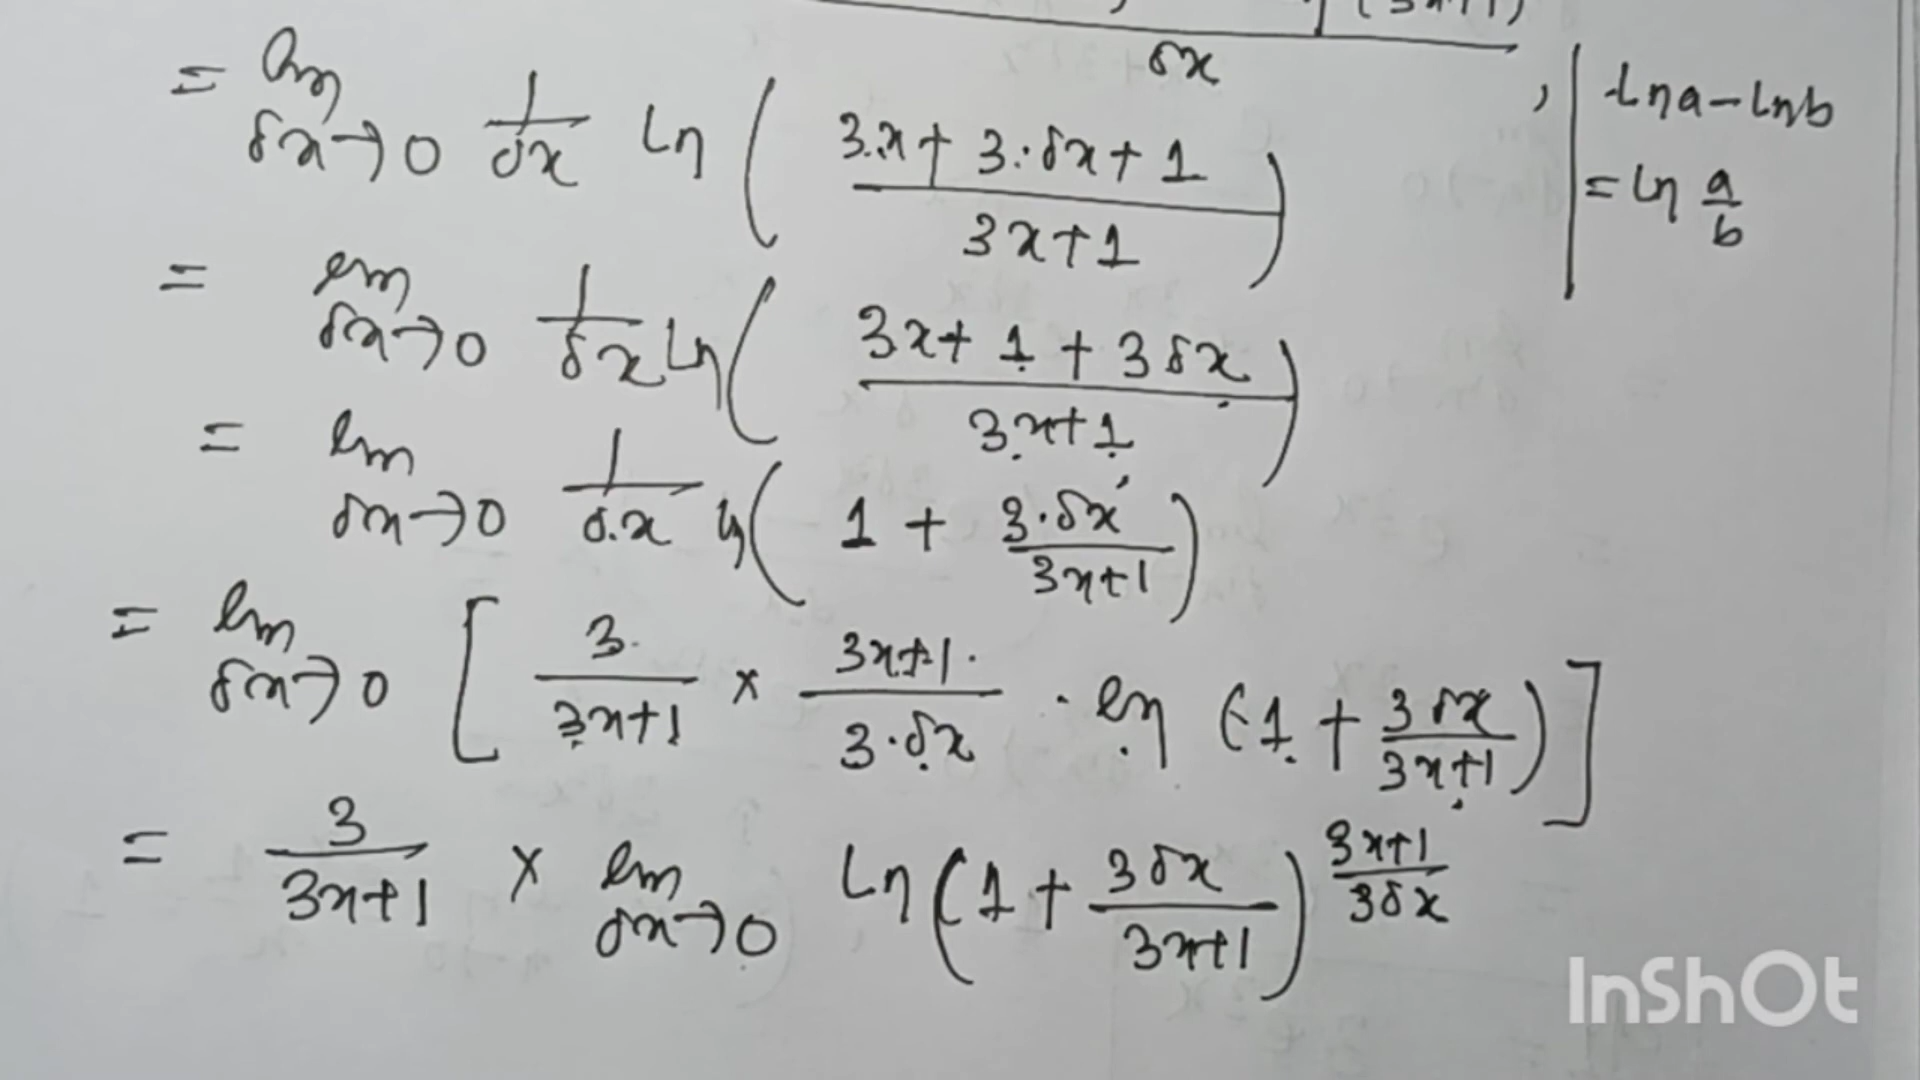 (3x+1)
δx
= lim δx→0 1/δx Ln ( (3.x + 3.δx + 1)/(3x+1) ) , | Ln a - Ln b
= Ln a/b
= lim δx→0 1/δx Ln ( (3x + 1 + 3δx)/(3x+1) )
= lim δx→0 1/δ.x Ln ( 1 + 3.δx/(3x+1) )
= lim δx→0 [ 3/(3x+1) × (3x+1)/(3.δx) . ln (1 + 3δx/(3x+1)) ]
= 3/(3x+1) × lim δx→0 Ln (1 + 3δx/(3x+1))^((3x+1)/(3δx))
InShOt